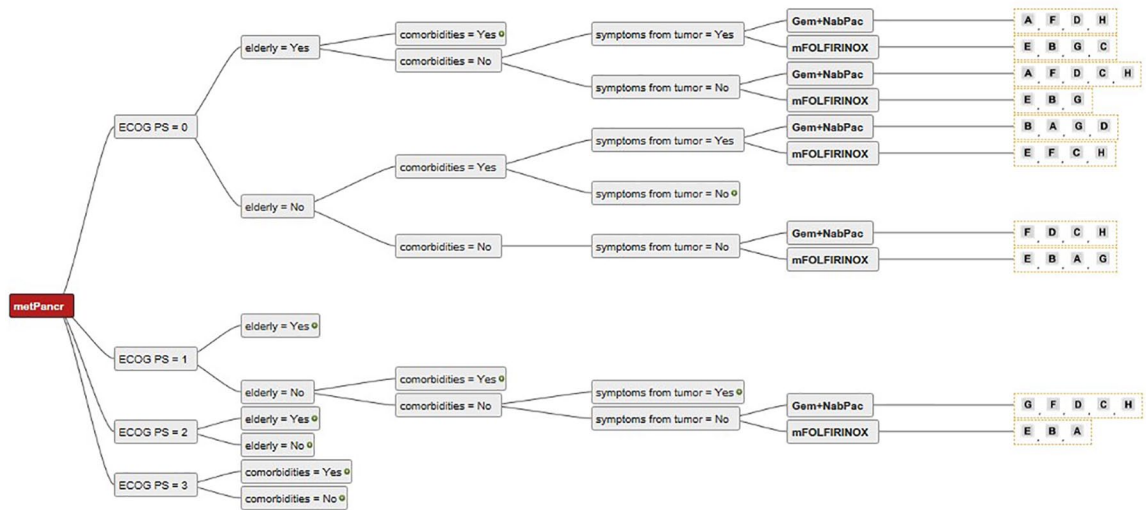 Gem+NabPac A, F, D, H
elderly = Yes comorbidities = Yes symptoms from tumor = Yes
mFOLFIRINOX E, B, G, C
comorbidities = No
Gem+NabPac A, F, D, C, H
symptoms from tumor = No
mFOLFIRINOX E, B, G
ECOG PS = 0
Gem+NabPac B, A, G, D
symptoms from tumor = Yes
mFOLFIRINOX E, F, C, H
comorbidities = Yes
symptoms from tumor = No
elderly = No
Gem+NabPac F, D, C, H
comorbidities = No symptoms from tumor = No
mFOLFIRINOX E, B, A, G
metPancr
elderly = Yes
ECOG PS = 1
comorbidities = Yes
elderly = No symptoms from tumor = Yes
comorbidities = No Gem+NabPac G, F, D, C, H
symptoms from tumor = No
mFOLFIRINOX E, B, A
elderly = Yes
ECOG PS = 2
elderly = No
comorbidities = Yes
ECOG PS = 3
comorbidities = No